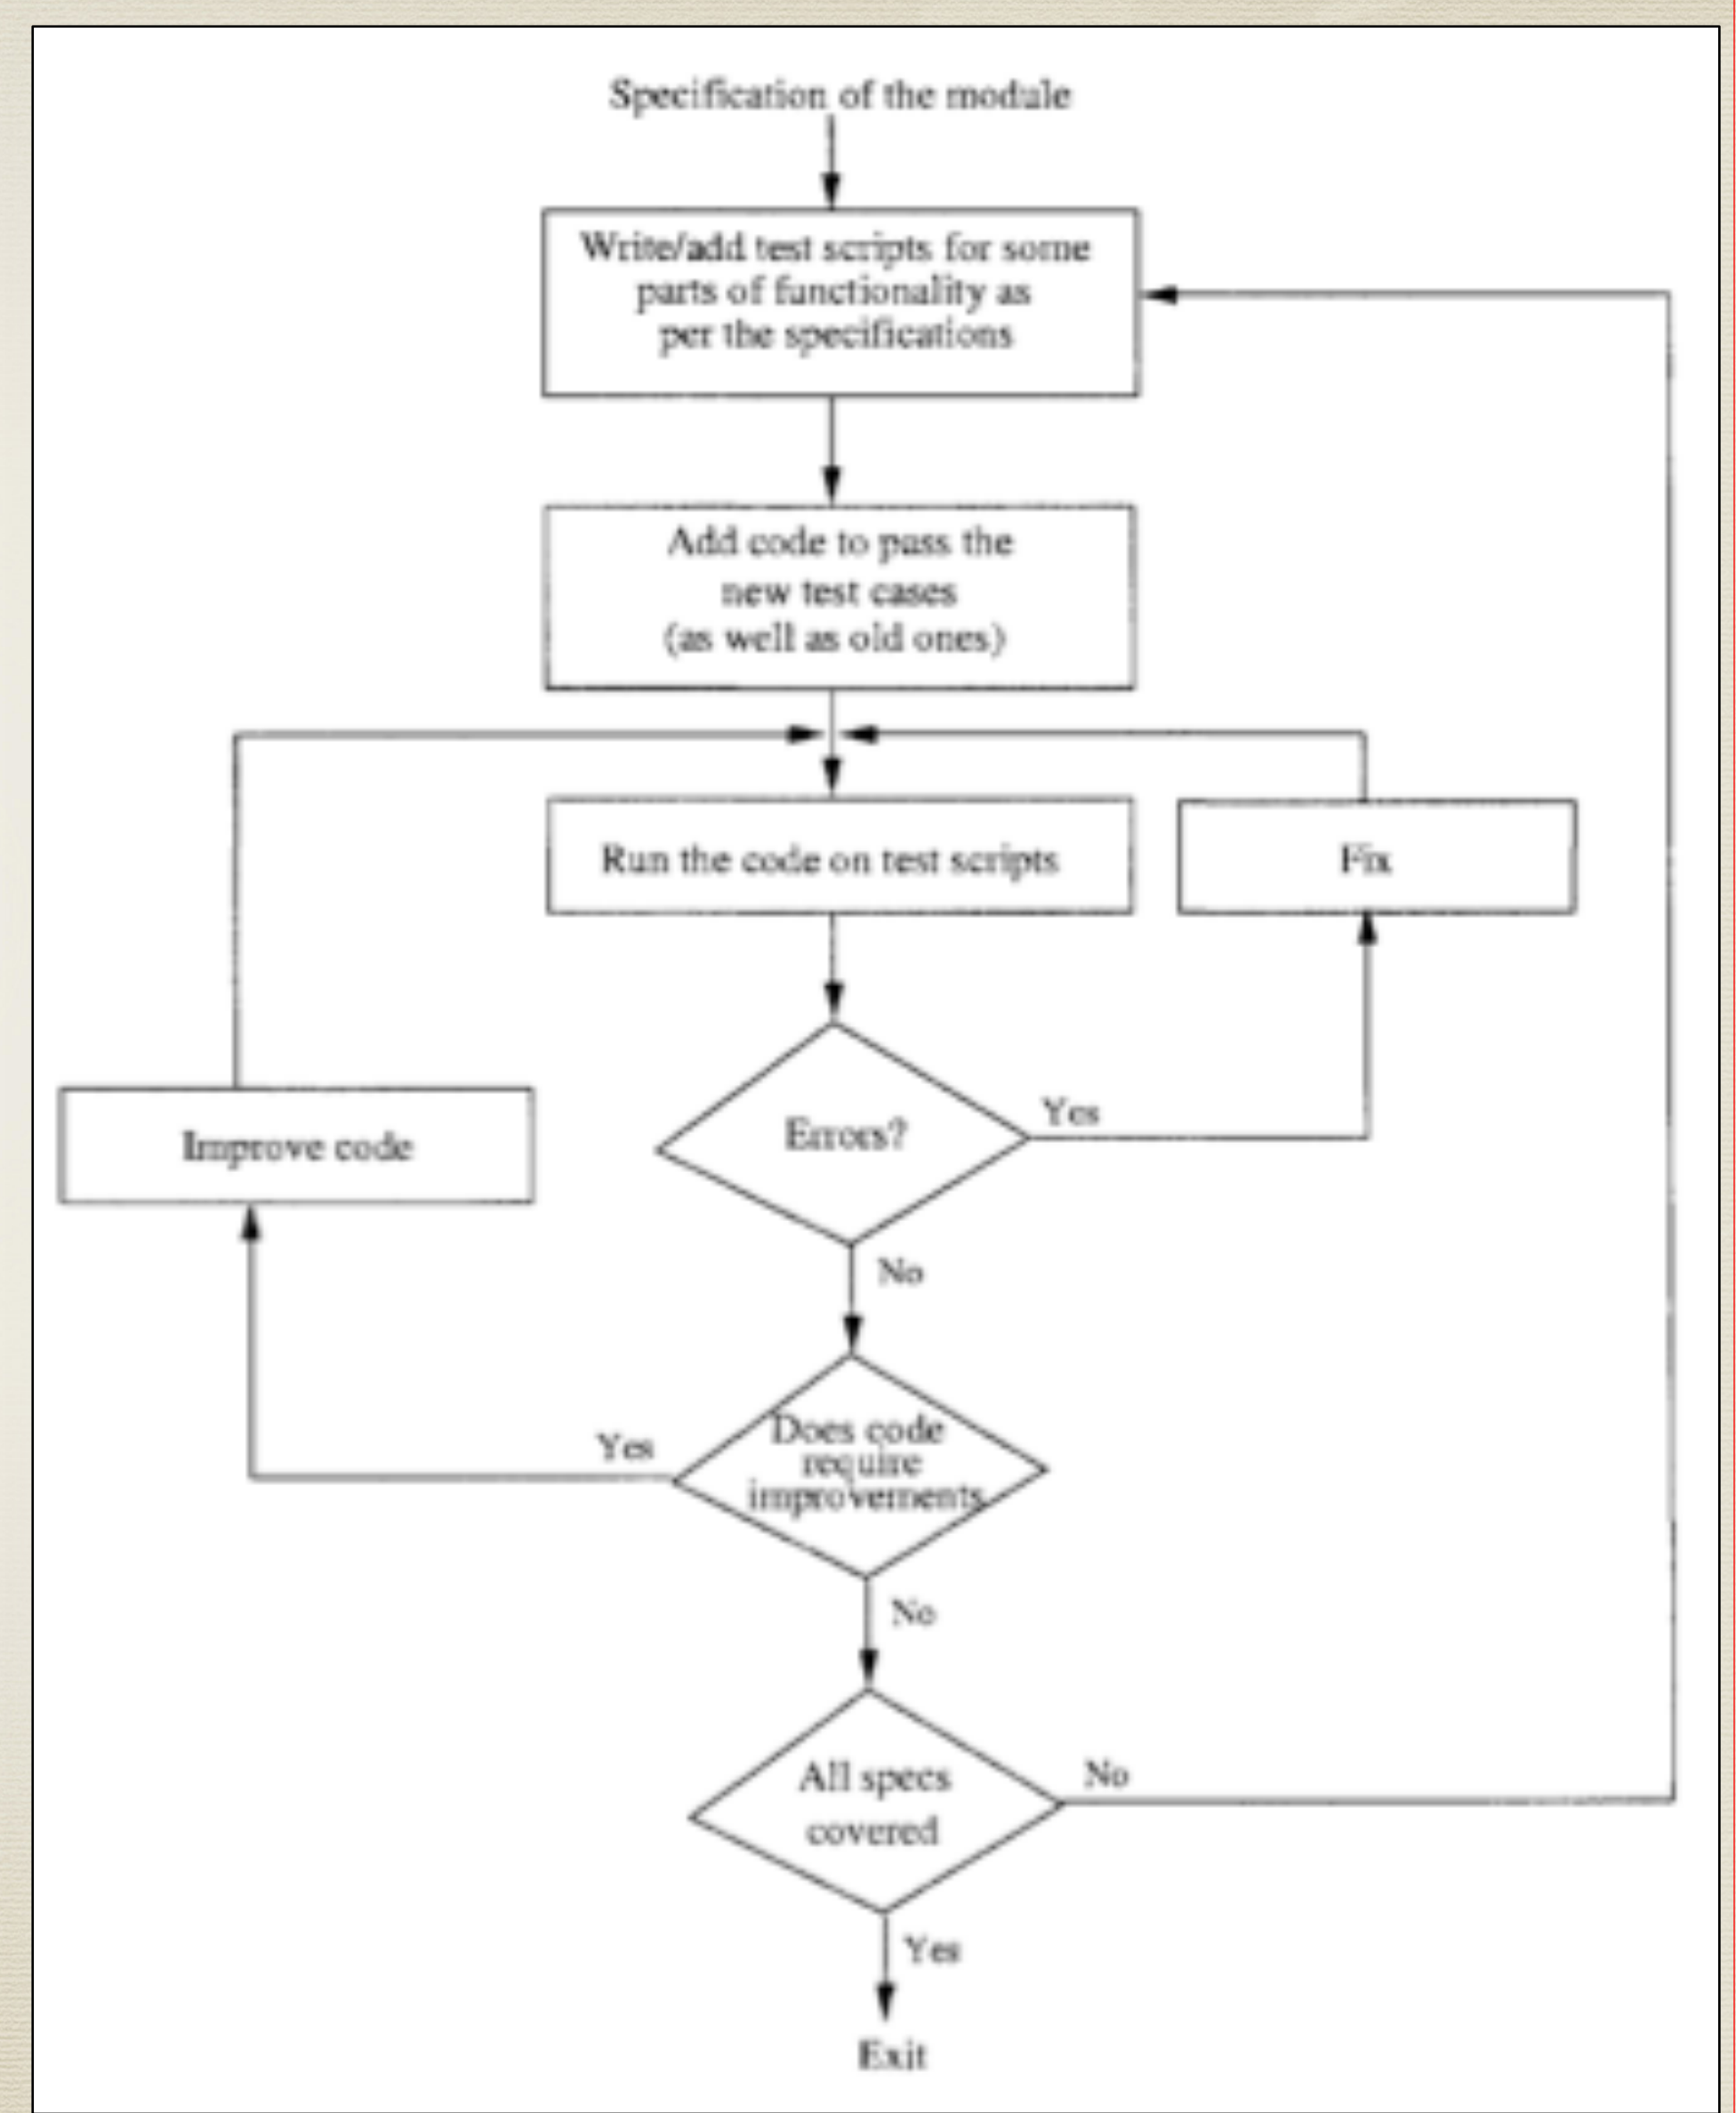 Specification of the module
Write/add test scripts for some
parts of functionality as
per the specifications
Add code to pass the
new test cases
(as well as old ones)
Run the code on test scripts
Fix
Improve code
Errors?
Yes
No
Does code
require
improvements
Yes
No
All specs
covered
No
Yes
Exit